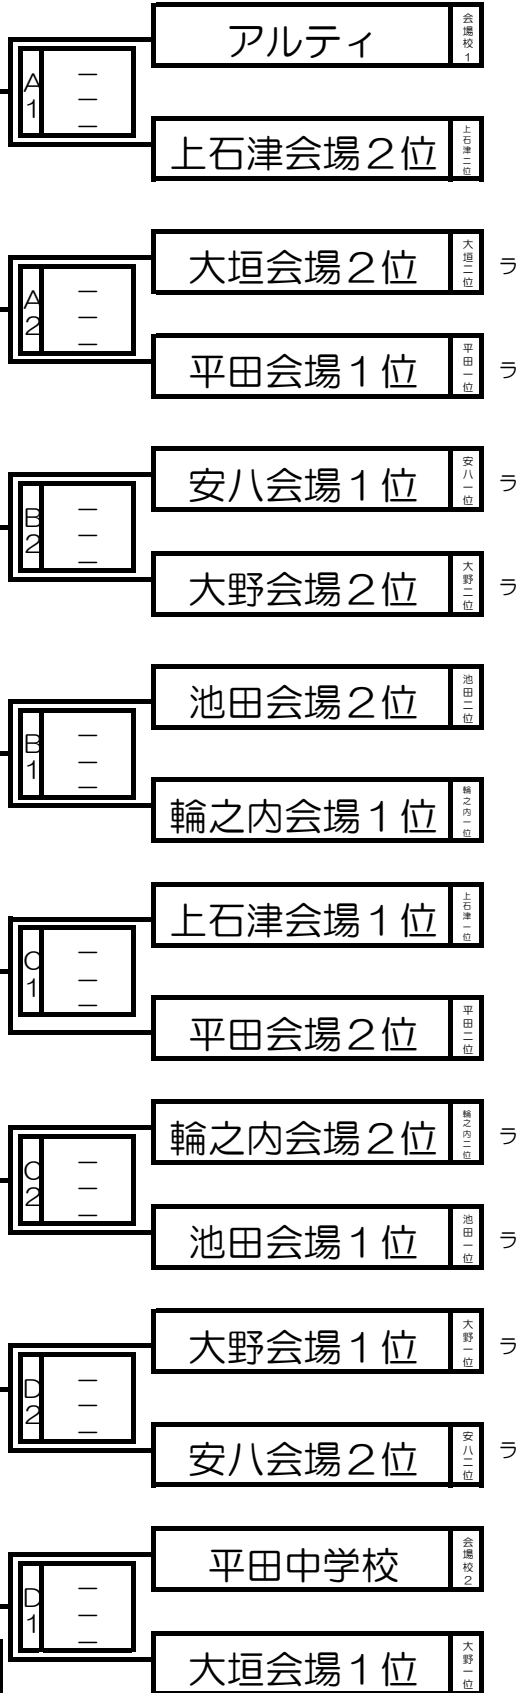 アルティ 会場校1
A1
上石津会場２位 上石津二位
大垣会場２位 大垣二位 ラ
A2
平田会場１位 平田一位 ラ
安八会場１位 安八一位 ラ
B2
大野会場２位 大野二位 ラ
池田会場２位 池田二位
B1
輪之内会場１位 輪之内一位
上石津会場１位 上石津一位
C1
平田会場２位 平田二位
輪之内会場２位 輪之内二位 ラ
C2
池田会場１位 池田一位 ラ
大野会場１位 大野一位 ラ
D2
安八会場２位 安八二位 ラ
平田中学校 会場校2
D1
大垣会場１位 大野一位